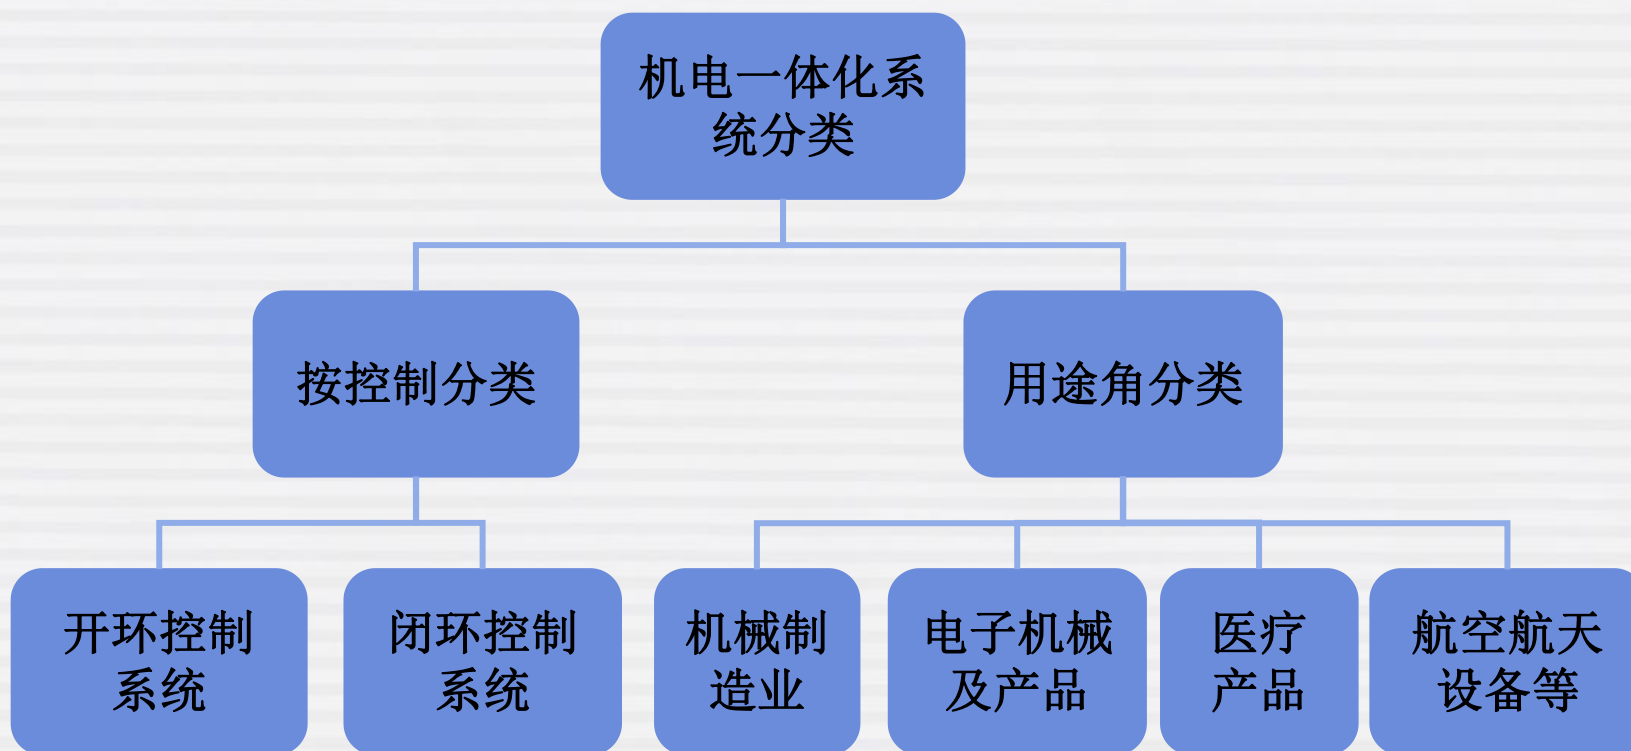 机电一体化系
统分类
按控制分类
用途角分类
开环控制
系统
闭环控制
系统
机械制
造业
电子机械
及产品
医疗
产品
航空航天
设备等